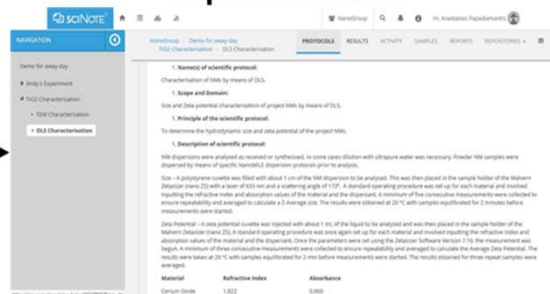 SCINOTE
NanoGroup
Hi, Anastasios Papadiamantis
NAVIGATION
NanoGroup / Demo for away day
/ TiO2 Characterisation / DLS Characterisation
PROTOCOLS RESULTS ACTIVITY SAMPLES REPORTS REPOSITORIES
Demo for away day
Andy's Experiment
TiO2 Characterisation
TEM Characterisation
DLS Characterisation
1. Name(s) of scientific protocol:
Characterisation of NMs by means of DLS.
1. Scope and Domain:
Size and Zeta potential characterisation of project NMs by means of DLS.
1. Principle of the scientific protocol:
To determine the hydrodynamic size and zeta potential of the project NMs.
1. Description of scientific protocol:
NM dispersions were analysed as received or synthesized. In some cases dilution with ultrapure water was necessary. Powder NM samples were
dispersed by means of specific NanoMILE dispersion protocols prior to analysis.
Size - A polystyrene cuvette was filled with about 1 cm of the NM dispersion to be analysed. This was then placed in the sample holder of the
Malvern Zetasizer (nano ZS) with a laser of 633 nm and a scattering angle of 173°. A standard operating procedure was set up for each material and involved
inputting the refractive index and absorption values of the material and the dispersant. A minimum of five consecutive measurements were collected to
ensure repeatability and averaged to calculate a Z-Average size. The results were obtained at 20 °C with samples equilibrated for 2 minutes before
measurements were started.
Zeta Potential - A zeta potential cuvette was injected with about 1 mL of the liquid to be analysed and was then placed in the sample holder of the
Malvern Zetasizer (nano ZS). A standard operating procedure was once again set up for each material and involved inputting the refractive index and
absorption values of the material and the dispersant. Once the parameters were set using the Zetasizer Software Version 7.10, the measurement was
begun. A minimum of three consecutive measurements were collected to ensure repeatability and averaged to calculate the Average Zeta Potential. The
results were taken at 20 °C with samples equilibrated for 2 min before measurements were started. The results obtained for three repeat samples were
averaged.
Material Refractive Index Absorbance
Cerium Oxide 1.822 0.900